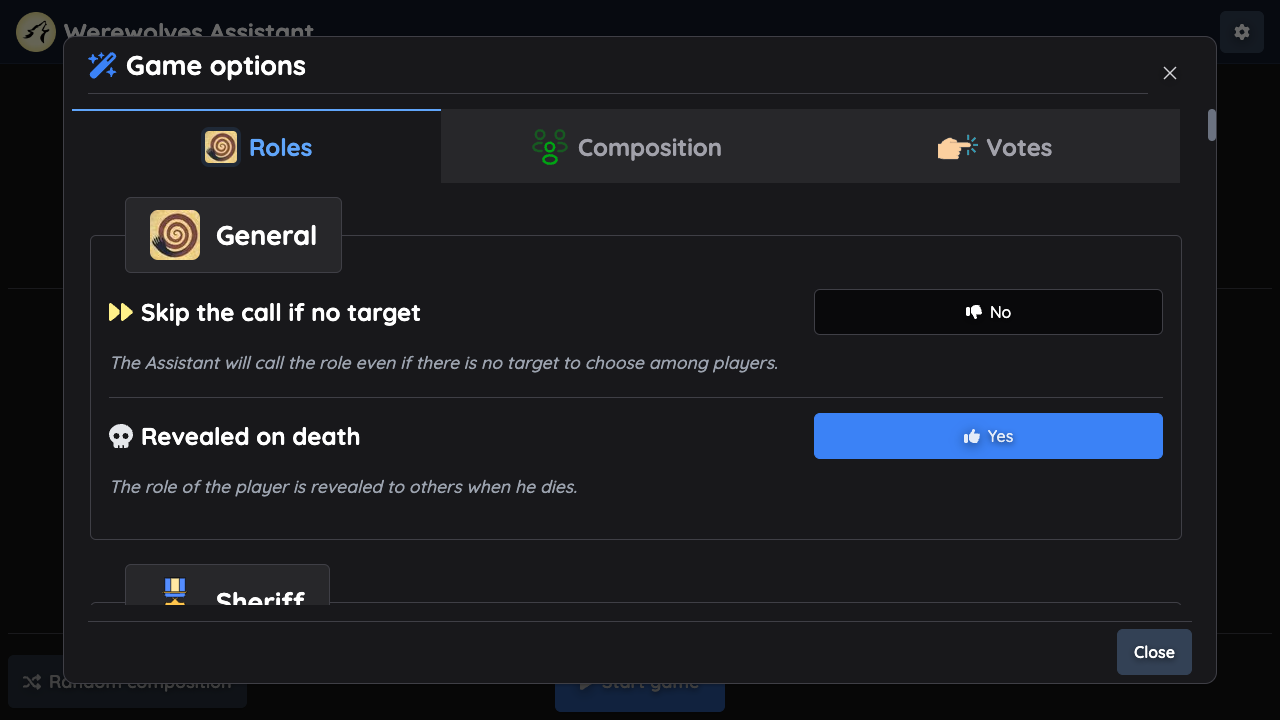 Werewolves Assistant
Game options
Roles
Composition
Votes
General
Skip the call if no target
No
The Assistant will call the role even if there is no target to choose among players.
Revealed on death
Yes
The role of the player is revealed to others when he dies.
Sheriff
Close
Random composition
Start game